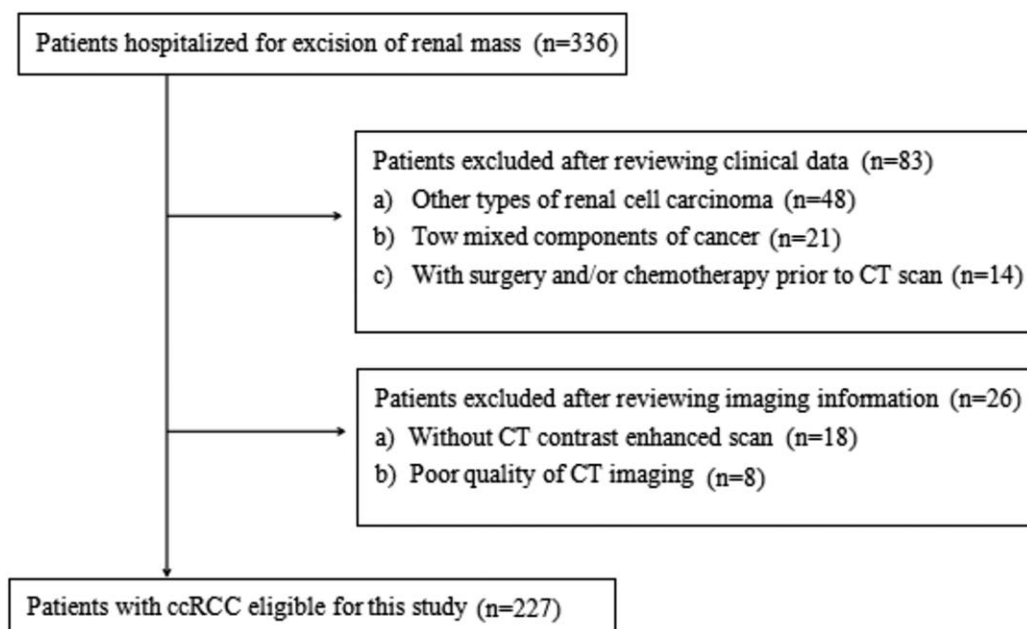 Patients hospitalized for excision of renal mass (n=336)
Patients excluded after reviewing clinical data (n=83)
a) Other types of renal cell carcinoma (n=48)
b) Tow mixed components of cancer (n=21)
c) With surgery and/or chemotherapy prior to CT scan (n=14)
Patients excluded after reviewing imaging information (n=26)
a) Without CT contrast enhanced scan (n=18)
b) Poor quality of CT imaging (n=8)
Patients with ccRCC eligible for this study (n=227)